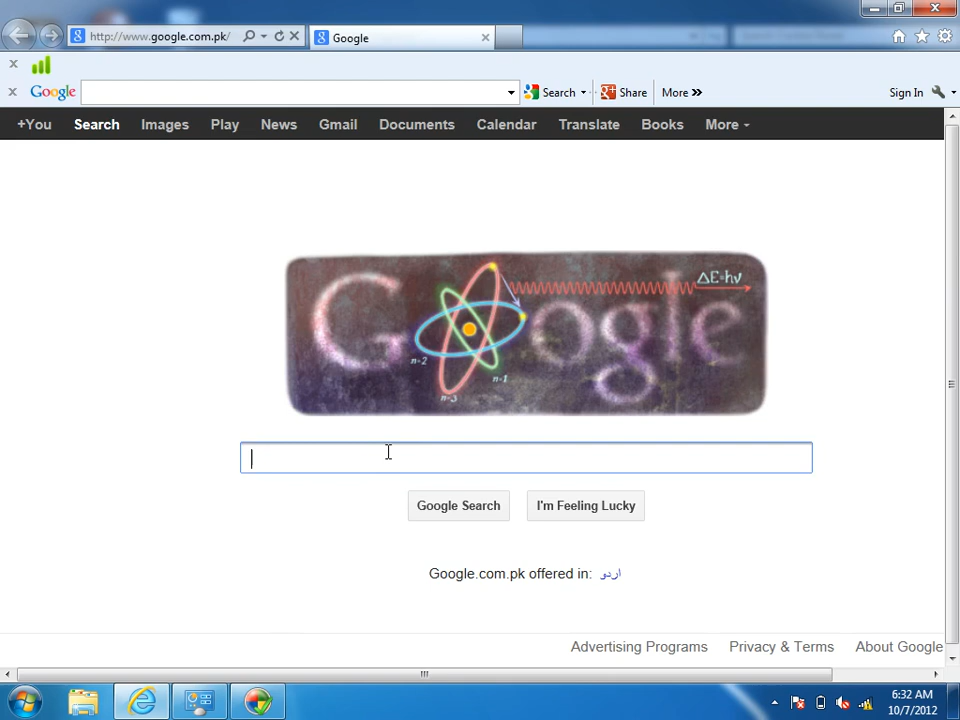 http://www.google.com.pk/
Google
Google
Search
Share
More »
Sign In
+You Search Images Play News Gmail Documents Calendar Translate Books More
Google
ΔE=hν
n=2
n=1
n=3
Google Search
I'm Feeling Lucky
Google.com.pk offered in: اردو
Advertising Programs Privacy & Terms About Google
6:32 AM
10/7/2012